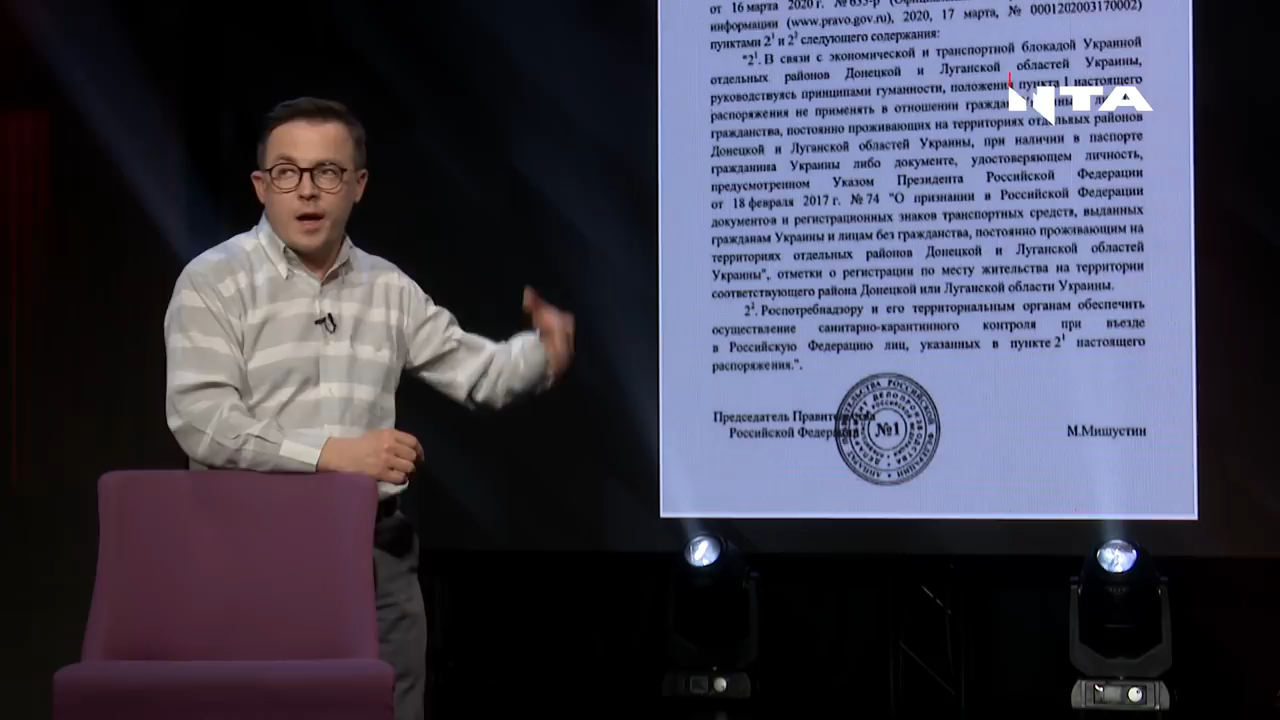 от 16 марта 2020 г. № 635-р
информации (www.pravo.gov.ru), 2020, 17 марта, № 0001202003170002)
пунктами 2¹ и 2² следующего содержания:
"2¹. В связи с экономической и транспортной блокадой Украиной
отдельных районов Донецкой и Луганской областей Украины,
руководствуясь принципами гуманности, положения пункта 1 настоящего
распоряжения не применять в отношении граждан
гражданства, постоянно проживающих на территориях отдельных районов
Донецкой и Луганской областей Украины, при наличии в паспорте
гражданина Украины либо документе, удостоверяющем личность,
предусмотренном Указом Президента Российской Федерации
от 18 февраля 2017 г. № 74 "О признании в Российской Федерации
документов и регистрационных знаков транспортных средств, выданных
гражданам Украины и лицам без гражданства, постоянно проживающим на
территориях отдельных районов Донецкой и Луганской областей
Украины", отметки о регистрации по месту жительства на территории
соответствующего района Донецкой или Луганской области Украины.
2². Роспотребнадзору и его территориальным органам обеспечить
осуществление санитарно-карантинного контроля при въезде
в Российскую Федерацию лиц, указанных в пункте 2¹ настоящего
распоряжения.".
Председатель
Российской
М.Мишустин
№1
НТА